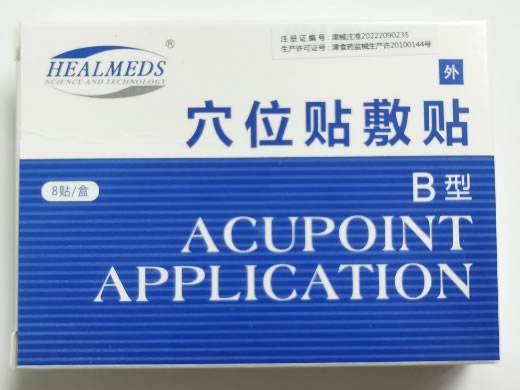 注 册 证 编 号：津械注准20222090235
生产许可证号：津食药监械生产许20100144号
HEALMEDS®
SCIENCE AND TECHNOLOGY
外
穴位贴敷贴
8贴/盒
B型
ACUPOINT
APPLICATION